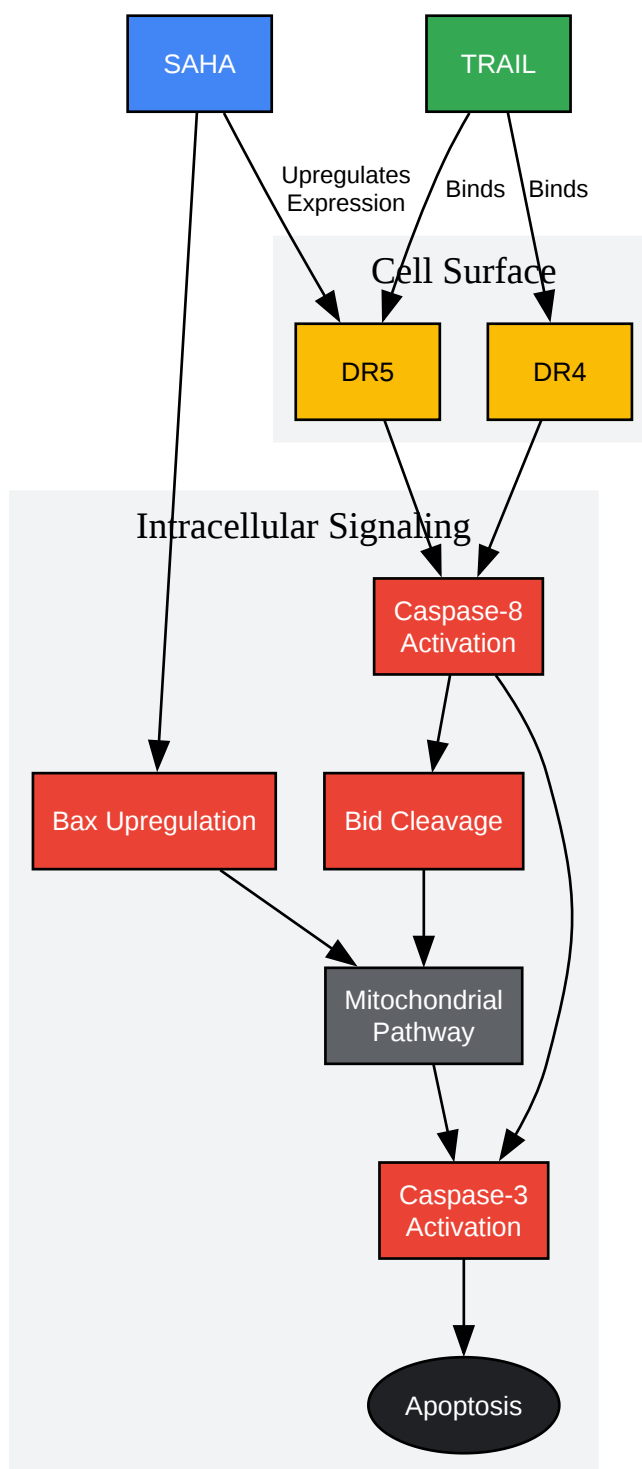 SAHA
TRAIL
Upregulates
Expression
Binds
Binds
Cell Surface
DR5
DR4
Intracellular Signaling
Caspase-8
Activation
Bax Upregulation
Bid Cleavage
Mitochondrial
Pathway
Caspase-3
Activation
Apoptosis